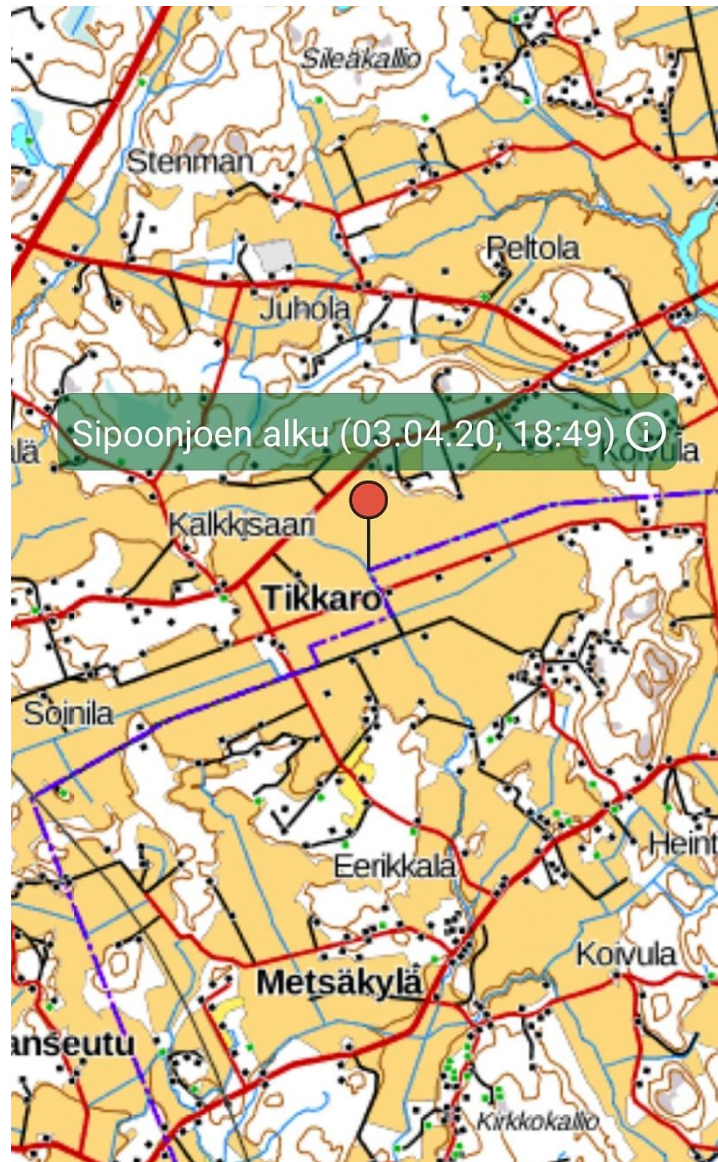 Sileäkallio
Stenman
Peltola
Juhola
Sipoonjoen alku (03.04.20, 18:49)
lä
Koivula
Kalkkisaari
Tikkaro
Soinila
Eerikkala
Heint
Koivula
Metsäkylä
anseutu
Kirkkokallio